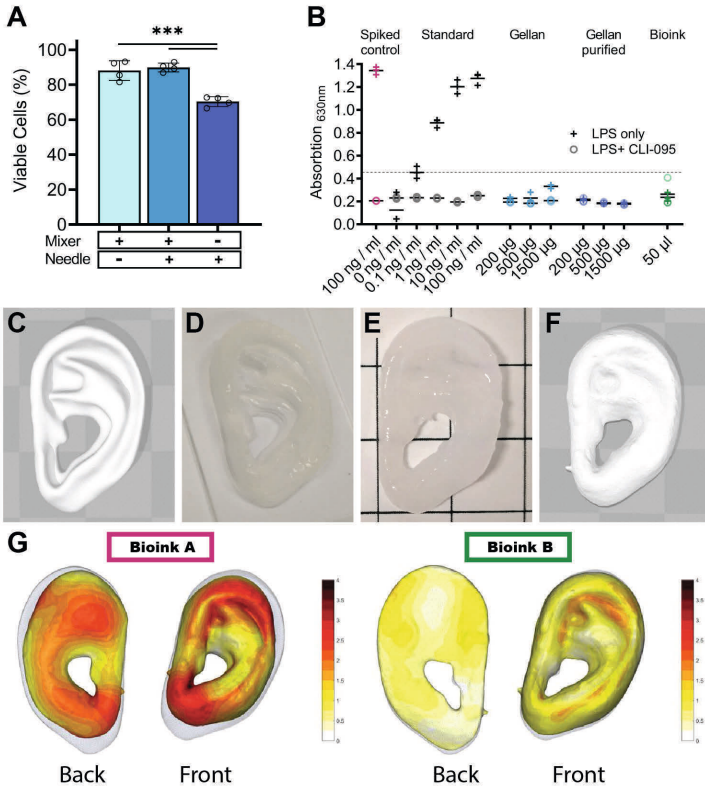 A
***
Viable Cells (%)
100
80
60
40
20
0
Mixer + + -
Needle - + +
B
Spiked control
Standard
Gellan
Gellan purified
Bioink
Absorbtion 630nm
1.4
1.2
1.0
0.8
0.6
0.4
0.2
0.0
+ LPS only
LPS+ CLI-095
100 ng / ml
0 ng / ml
0.1 ng / ml
1 ng / ml
10 ng / ml
100 ng / ml
200 µg
500 µg
1500 µg
200 µg
500 µg
1500 µg
50 µl
C
D
E
F
G
Bioink A
Bioink B
4
3.5
3
2.5
2
1.5
1
0.5
0
4
3.5
3
2.5
2
1.5
1
0.5
0
Back
Front
Back
Front